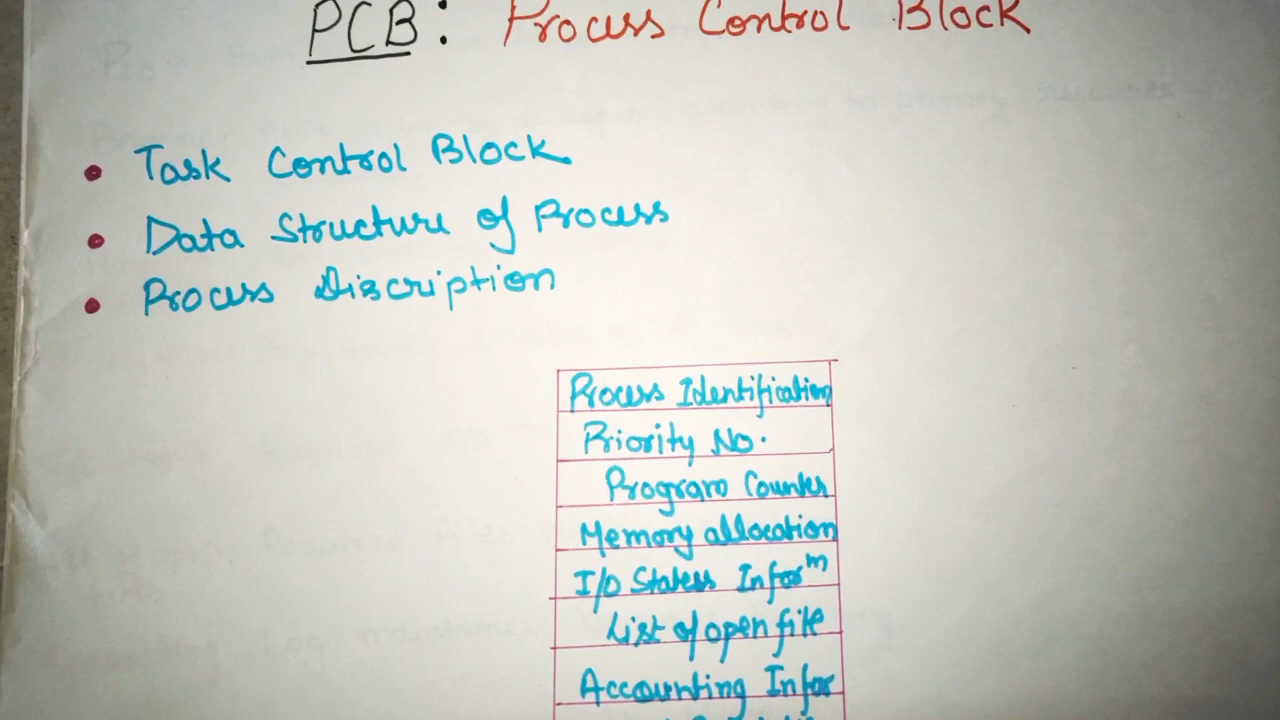 PCB: Process Control Block
• Task Control Block
• Data Structure of Process
• Process Discription
Process Identification
Priority No.
Program Counter
Memory allocation
I/O States Inforᵐ
List of open file
Accounting Infor